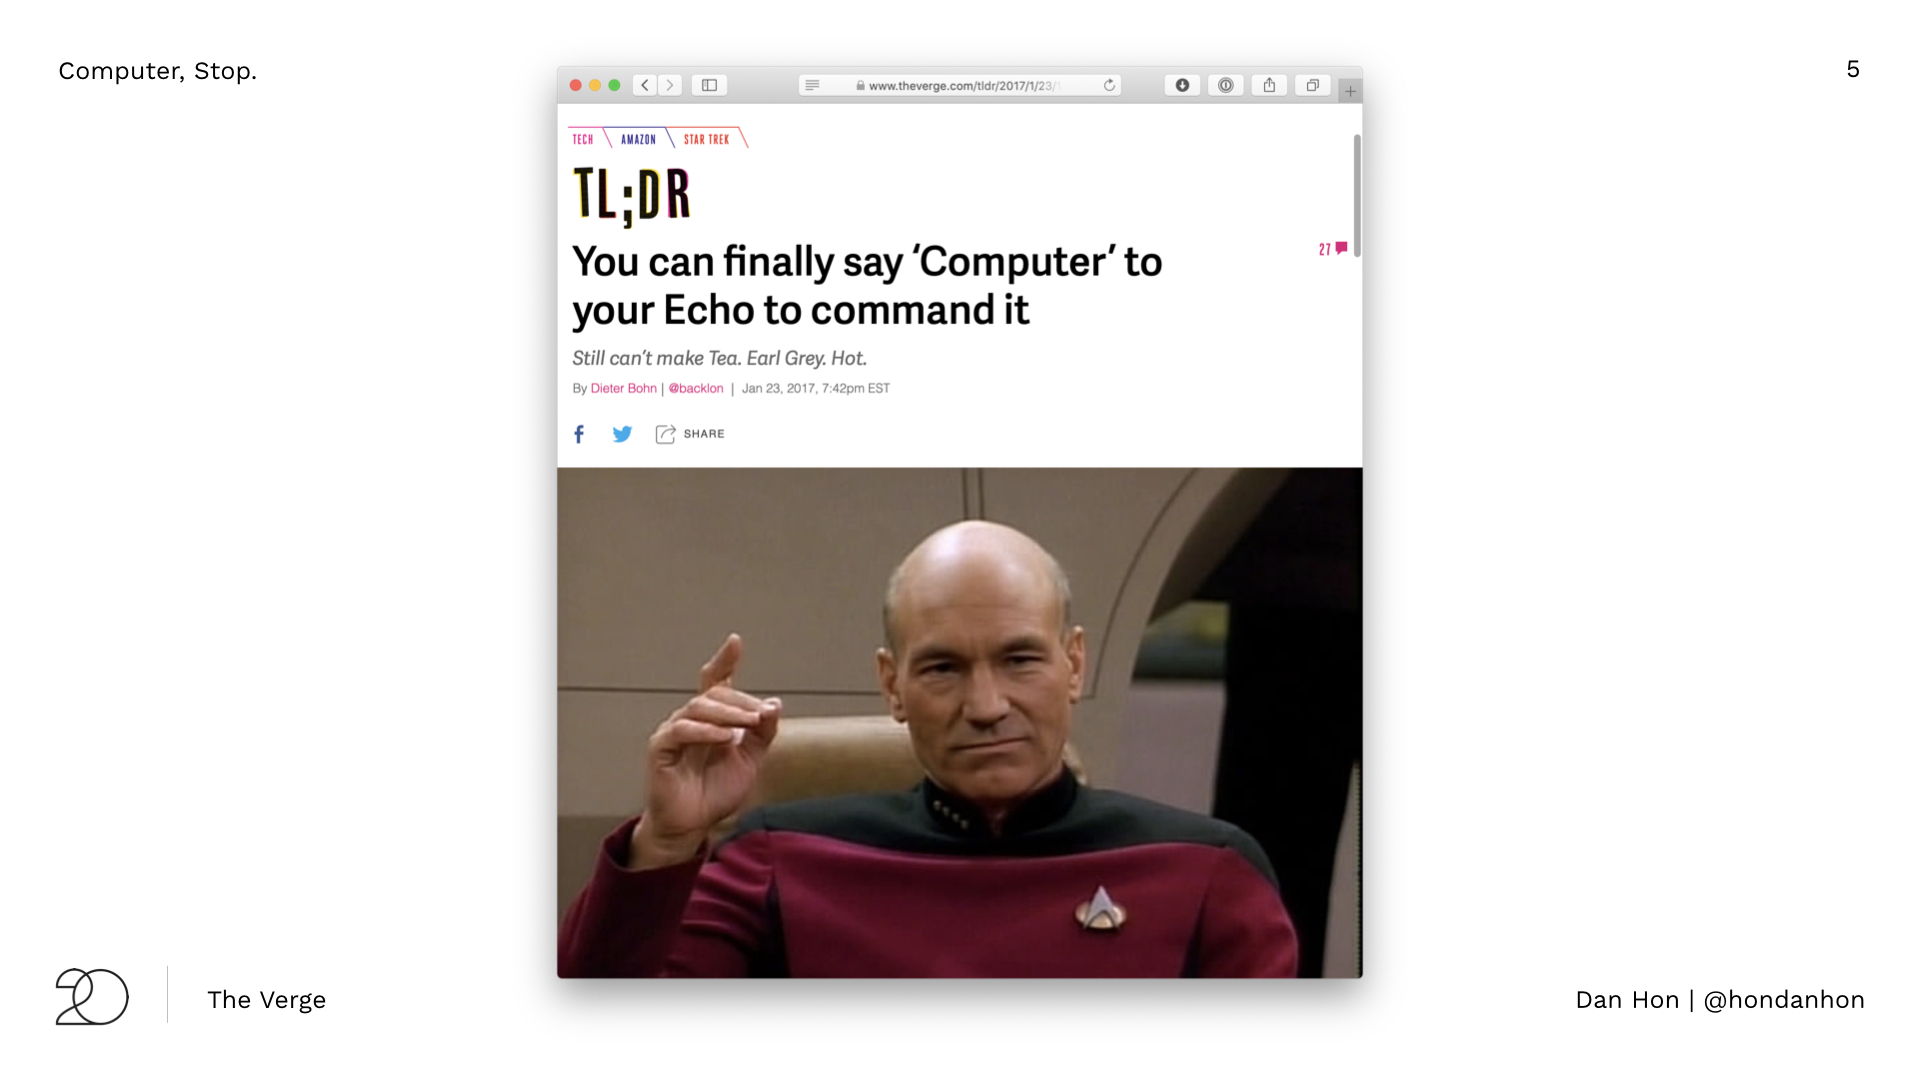 Computer, Stop.
5
www.theverge.com/tldr/2017/1/23/1
TECH
AMAZON
STAR TREK
TL;DR
You can finally say ‘Computer’ to
your Echo to command it
27
Still can’t make Tea. Earl Grey. Hot.
By Dieter Bohn | @backlon | Jan 23, 2017, 7:42pm EST
SHARE
20
The Verge
Dan Hon | @hondanhon